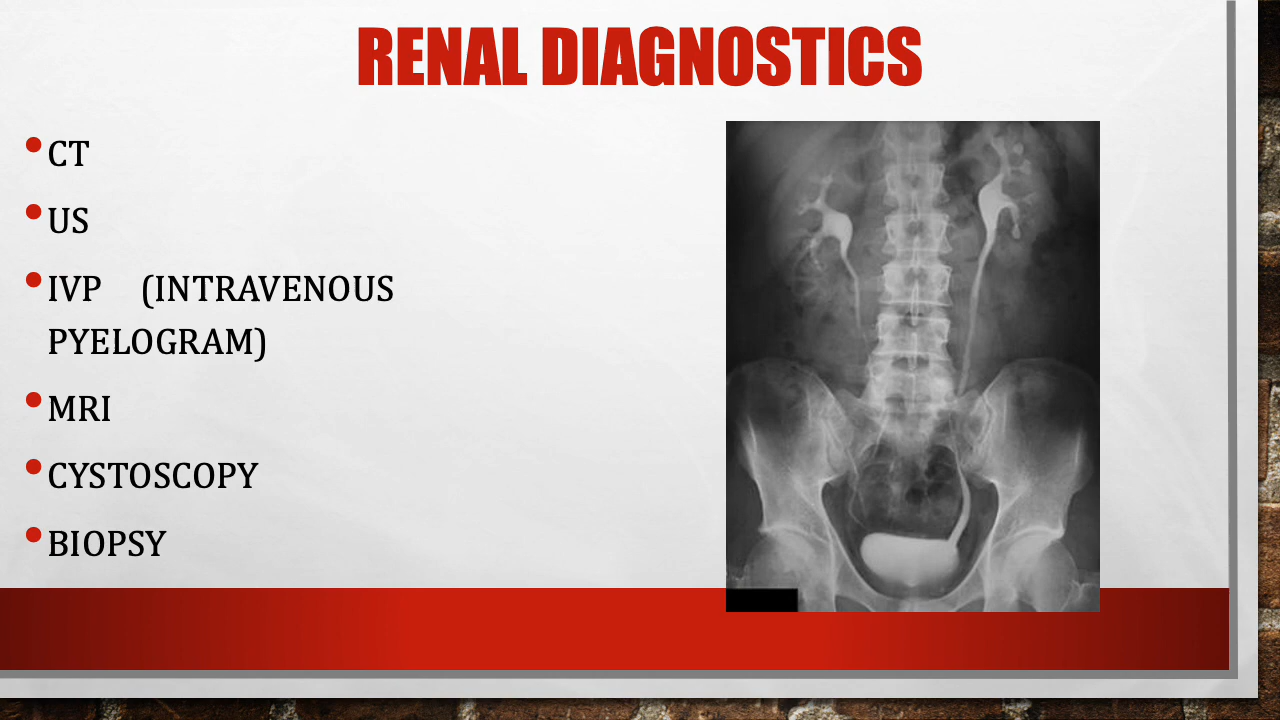 RENAL DIAGNOSTICS
• CT
• US
• IVP (INTRAVENOUS
PYELOGRAM)
• MRI
• CYSTOSCOPY
• BIOPSY